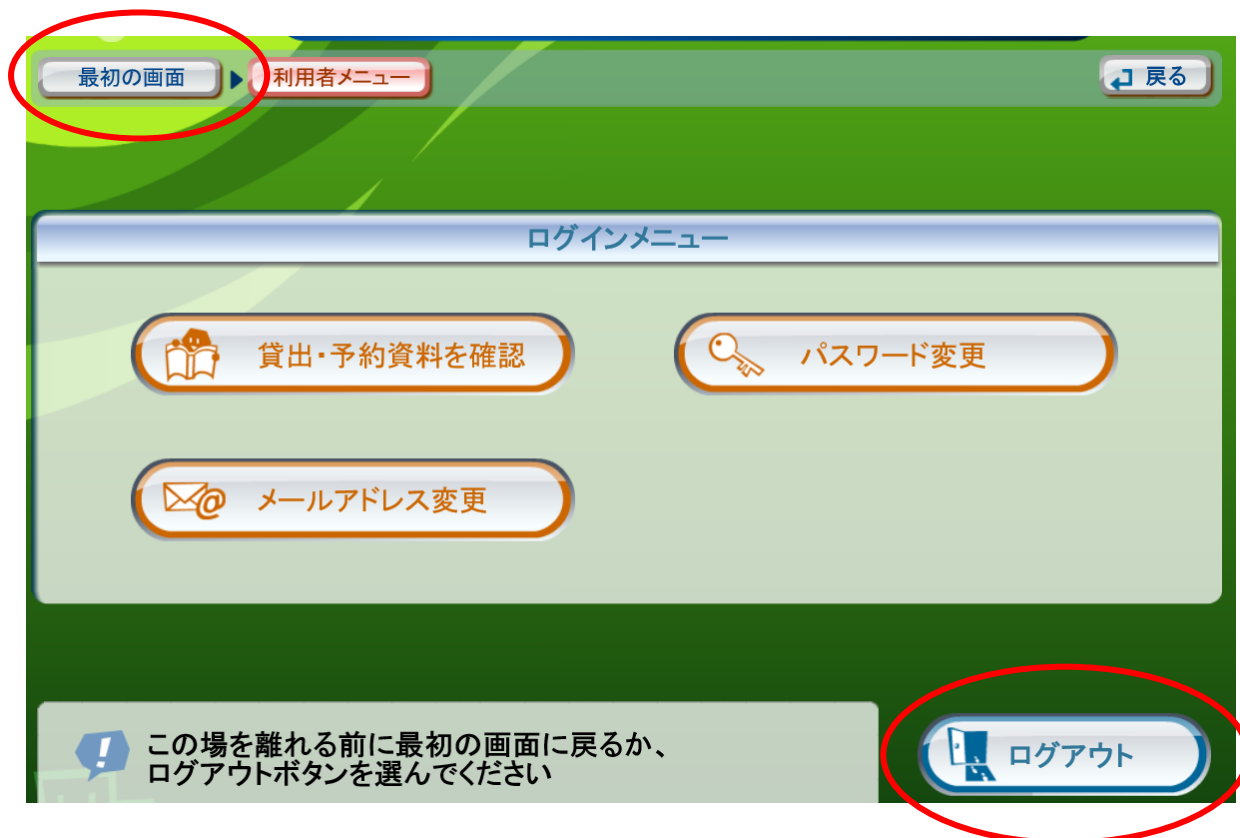 最初の画面
利用者メニュー
戻る
ログインメニュー
貸出・予約資料を確認
パスワード変更
メールアドレス変更
この場を離れる前に最初の画面に戻るか、
ログアウトボタンを選んでください
ログアウト